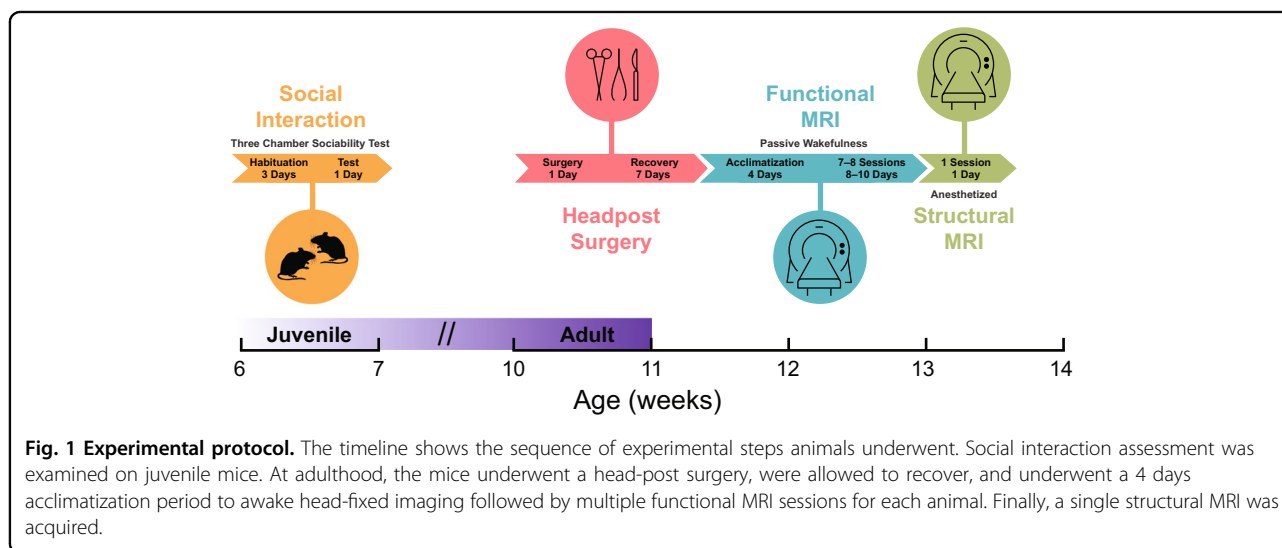 Social
Interaction
Three Chamber Sociability Test
Habituation
3 Days
Test
1 Day
Surgery
1 Day
Recovery
7 Days
Headpost
Surgery
Functional
MRI
Passive Wakefulness
Acclimatization
4 Days
7–8 Sessions
8–10 Days
1 Session
1 Day
Anesthetized
Structural
MRI
Juvenile
//
Adult
6
7
10
11
12
13
14
Age (weeks)
Fig. 1 Experimental protocol. The timeline shows the sequence of experimental steps animals underwent. Social interaction assessment was
examined on juvenile mice. At adulthood, the mice underwent a head-post surgery, were allowed to recover, and underwent a 4 days
acclimatization period to awake head-fixed imaging followed by multiple functional MRI sessions for each animal. Finally, a single structural MRI was
acquired.